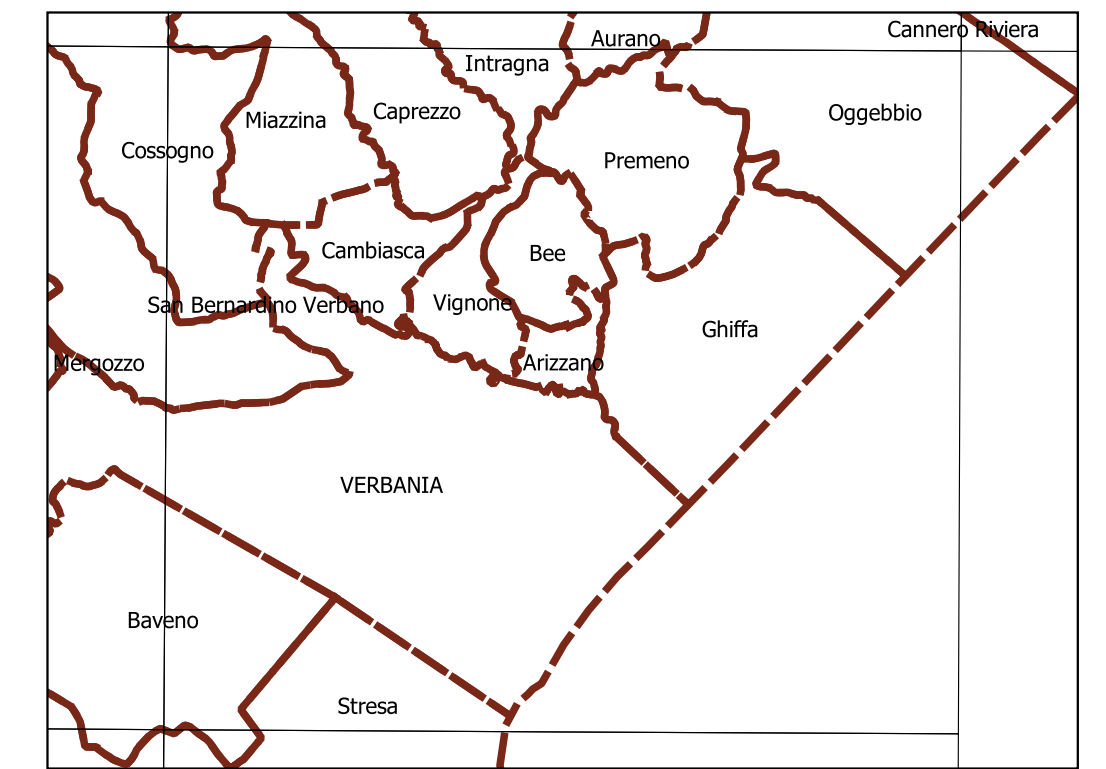 Cannero Riviera
Aurano
Intragna
Caprezzo
Oggebbio
Miazzina
Cossogno
Premeno
Cambiasca
Bee
San Bernardino Verbano
Vignone
Ghiffa
Mergozzo
Arizzano
VERBANIA
Baveno
Stresa